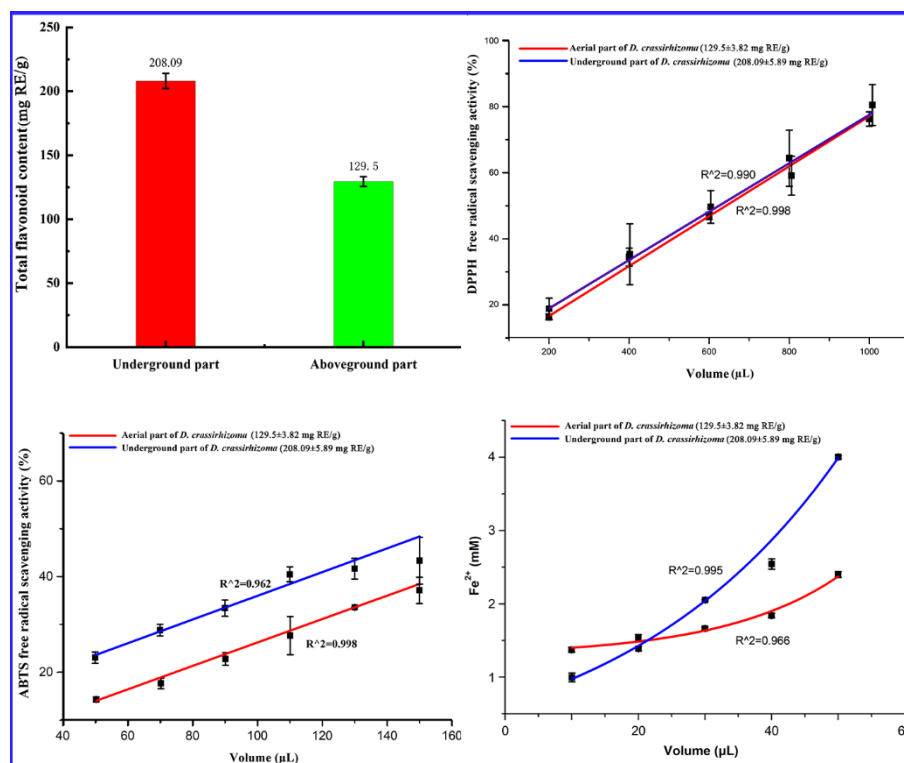 208.09
129.5
Total flavonoid content(mg RE/g)
250
200
150
100
50
0
Underground part
Aboveground part
Aerial part of D. crassirhizoma (129.5±3.82 mg RE/g)
Underground part of D. crassirhizoma (208.09±5.89 mg RE/g)
DPPH free radical scavenging activity (%)
80
60
40
20
R^2=0.990
R^2=0.998
200
400
600
800
1000
Volume (µL)
Aerial part of D. crassirhizoma (129.5±3.82 mg RE/g)
Underground part of D. crassirhizoma (208.09±5.89 mg RE/g)
ABTS free radical scavenging activity (%)
60
40
20
R^2=0.962
R^2=0.998
40
60
80
100
120
140
160
Volume (µL)
Aerial part of D. crassirhizoma (129.5±3.82 mg RE/g)
Underground part of D. crassirhizoma (208.09±5.89 mg RE/g)
Fe²⁺ (mM)
4
3
2
1
R^2=0.995
R^2=0.966
0
20
40
Volume (µL)